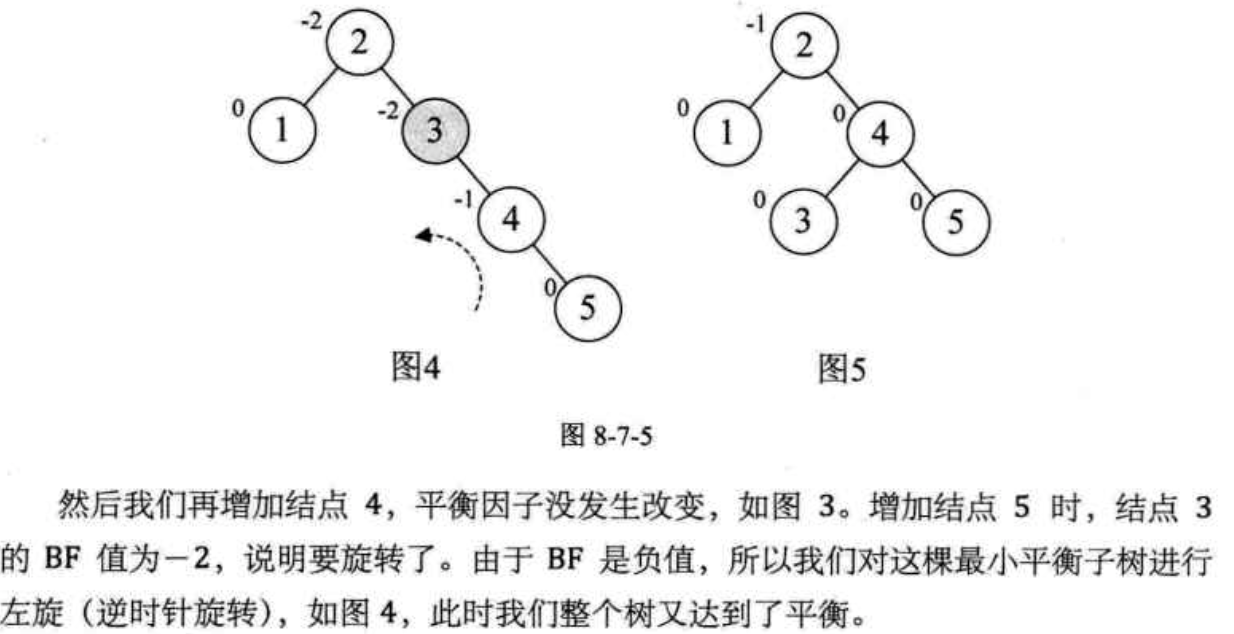 -2 2 -1 2
0 1 -2 3 0 1 0 4
-1 4 0 3 0 5
0 5
图4 图5
图 8-7-5
然后我们再增加结点 4，平衡因子没发生改变，如图 3。增加结点 5 时，结点 3
的 BF 值为－2，说明要旋转了。由于 BF 是负值，所以我们对这棵最小平衡子树进行
左旋（逆时针旋转），如图 4，此时我们整个树又达到了平衡。